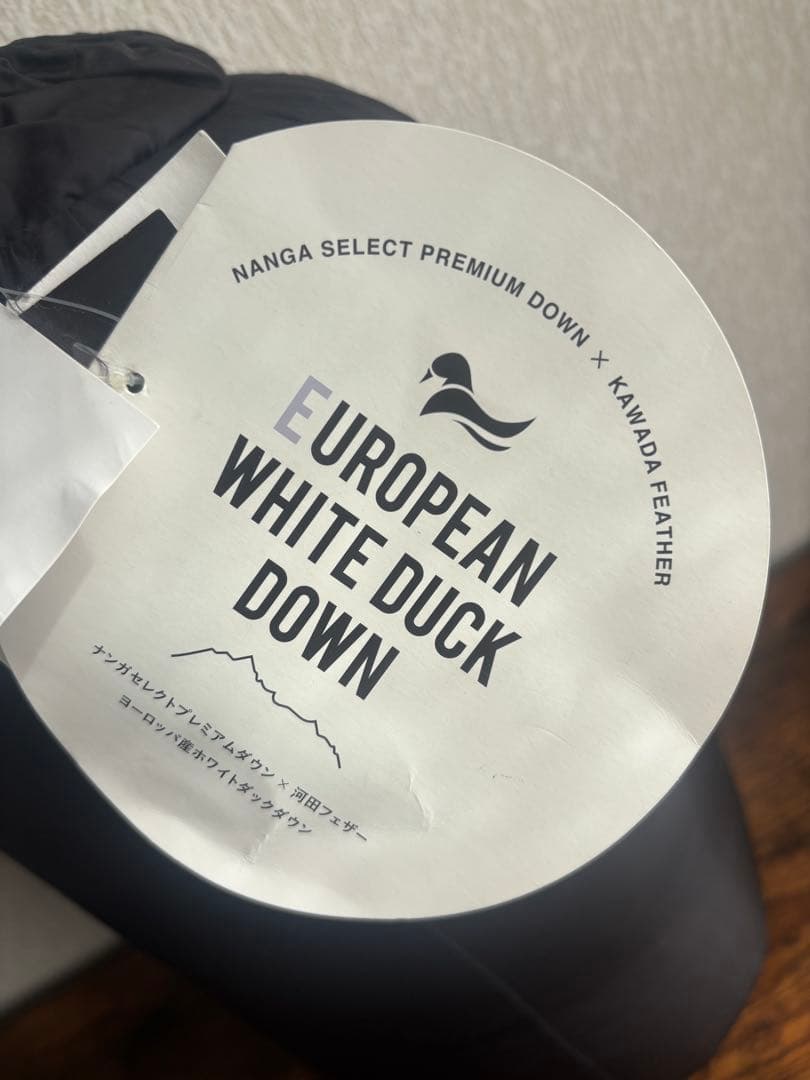 NANGA SELECT PREMIUM DOWN × KAWADA FEATHER
EUROPEAN
WHITE DUCK
DOWN
ナンガセレクトプレミアムダウン × 河田フェザー
ヨーロッパ産ホワイトダックダウン